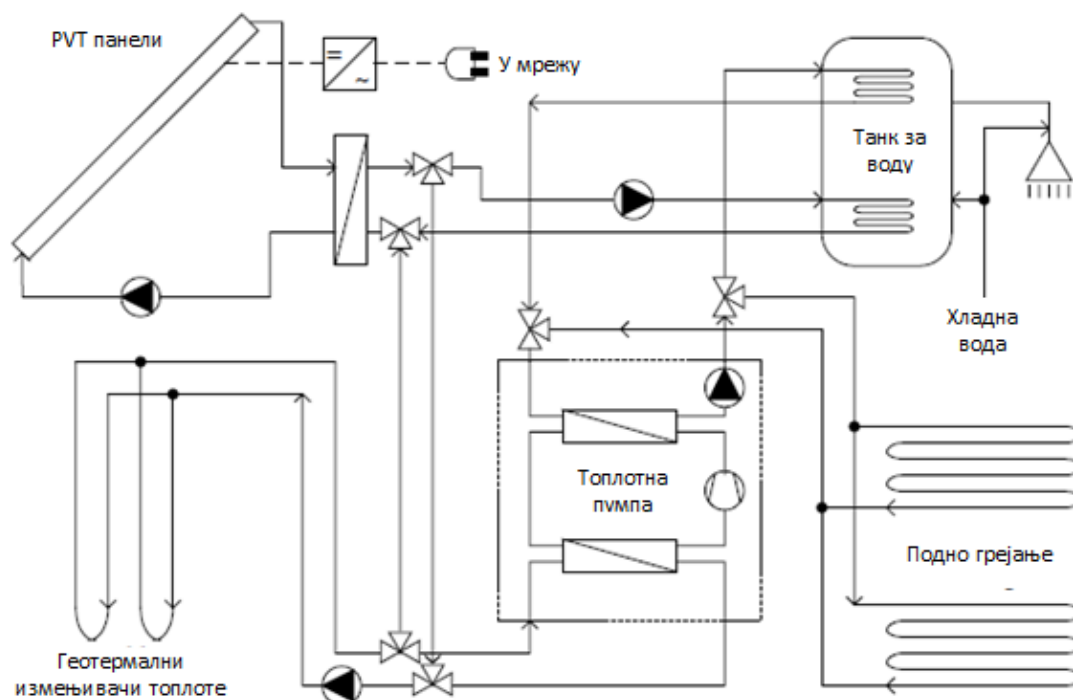 PVT панели
У мрежу
Танк за
воду
Хладна
вода
Топлотна
пумпа
Подно грејање
Геотермални
измењивачи топлоте